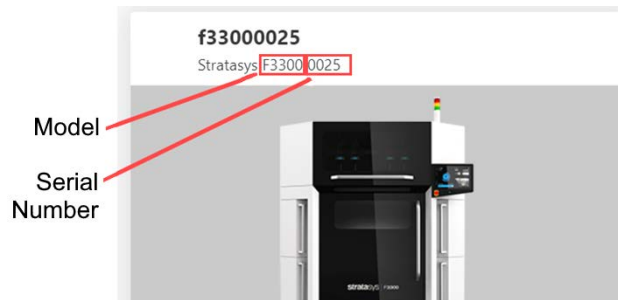 f33000025
Stratasys F3300 0025
Model
Serial
Number
stratasys F3300